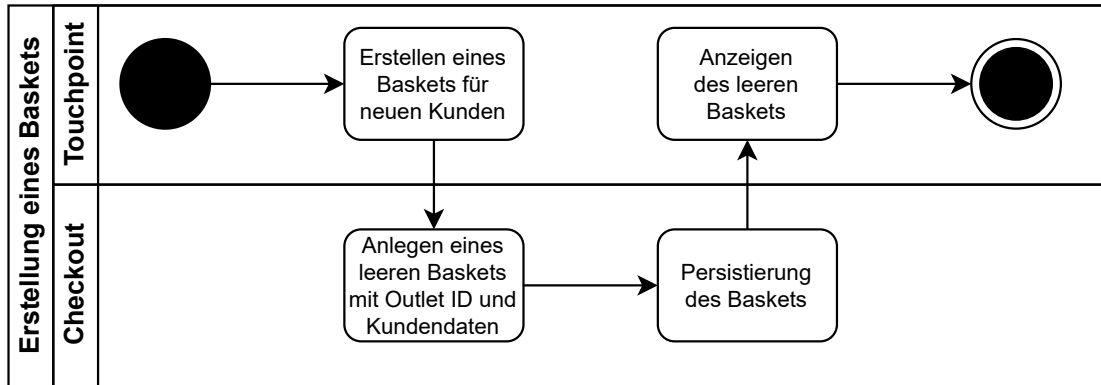 Erstellung eines Baskets
Touchpoint
Erstellen eines
Baskets für
neuen Kunden
Anzeigen
des leeren
Baskets
Checkout
Anlegen eines
leeren Baskets
mit Outlet ID und
Kundendaten
Persistierung
des Baskets